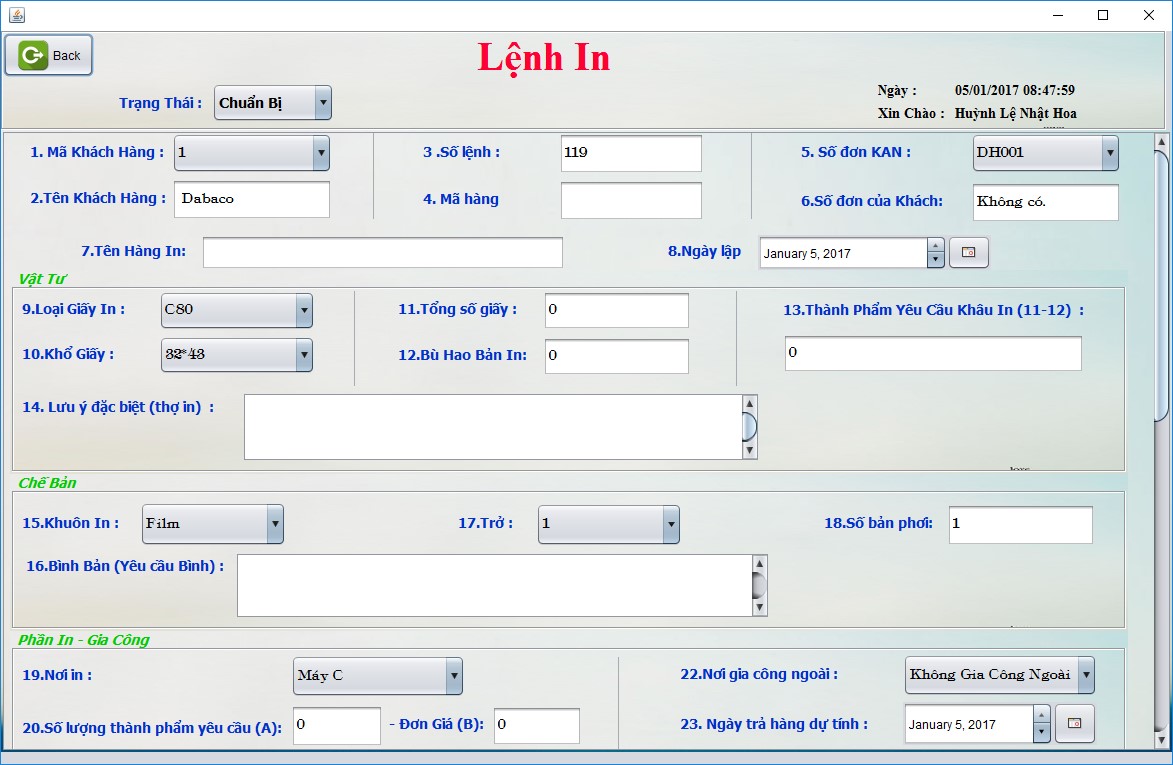 Back
Lệnh In
Trạng Thái : Chuẩn Bị
Ngày : 05/01/2017 08:47:59
Xin Chào : Huỳnh Lệ Nhật Hoa
1. Mã Khách Hàng : 1 3 .Số lệnh : 119 5. Số đơn KAN : DH001
2.Tên Khách Hàng : Dabaco 4. Mã hàng 6.Số đơn của Khách: Không có.
7.Tên Hàng In: 8.Ngày lập January 5, 2017
Vật Tư
9.Loại Giấy In : C80 11.Tổng số giấy : 0 13.Thành Phẩm Yêu Cầu Khâu In (11-12) :
10.Khổ Giấy : 32*43 12.Bù Hao Bản In: 0 0
14. Lưu ý đặc biệt (thợ in) :
Chế Bản
15.Khuôn In : Film 17.Trở : 1 18.Số bản phơi: 1
16.Bình Bản (Yêu cầu Bình) :
Phần In - Gia Công
19.Nơi in : Máy C 22.Nơi gia công ngoài : Không Gia Công Ngoài
20.Số lượng thành phẩm yêu cầu (A): 0 - Đơn Giá (B): 0 23. Ngày trả hàng dự tính : January 5, 2017